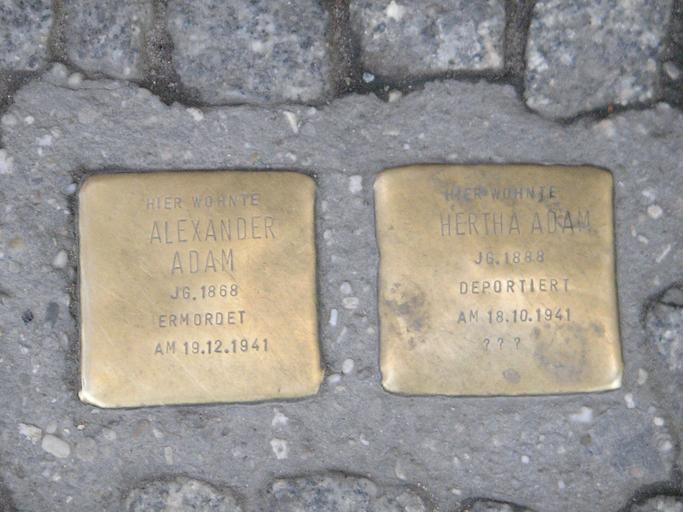 HIER WOHNTE
ALEXANDER
ADAM
JG. 1868
ERMORDET
AM 19.12.1941
HIER WOHNTE
HERTHA ADAM
JG. 1888
DEPORTIERT
AM 18.10.1941
? ? ?